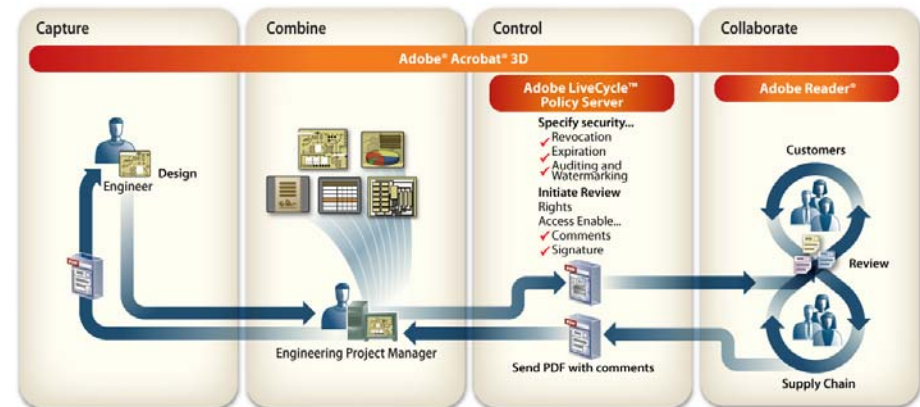 Capture
Combine
Control
Collaborate
Adobe® Acrobat® 3D
Adobe LiveCycle™
Policy Server
Adobe Reader®
Specify security...
✓ Revocation
✓ Expiration
✓ Auditing and
Watermarking
Initiate Review
Rights
Access Enable...
✓ Comments
✓ Signature
Design
Engineer
Engineering Project Manager
Send PDF with comments
Customers
Review
Supply Chain